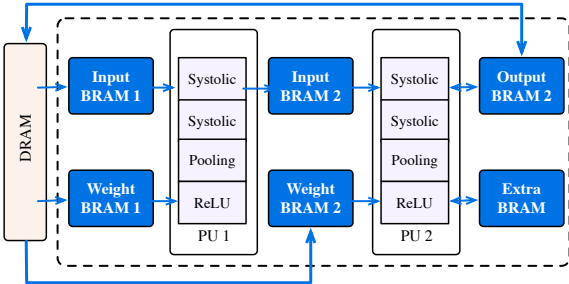 DRAM
Input
BRAM 1
Weight
BRAM 1
Systolic
Systolic
Pooling
ReLU
PU 1
Input
BRAM 2
Weight
BRAM 2
Systolic
Systolic
Pooling
ReLU
PU 2
Output
BRAM 2
Extra
BRAM